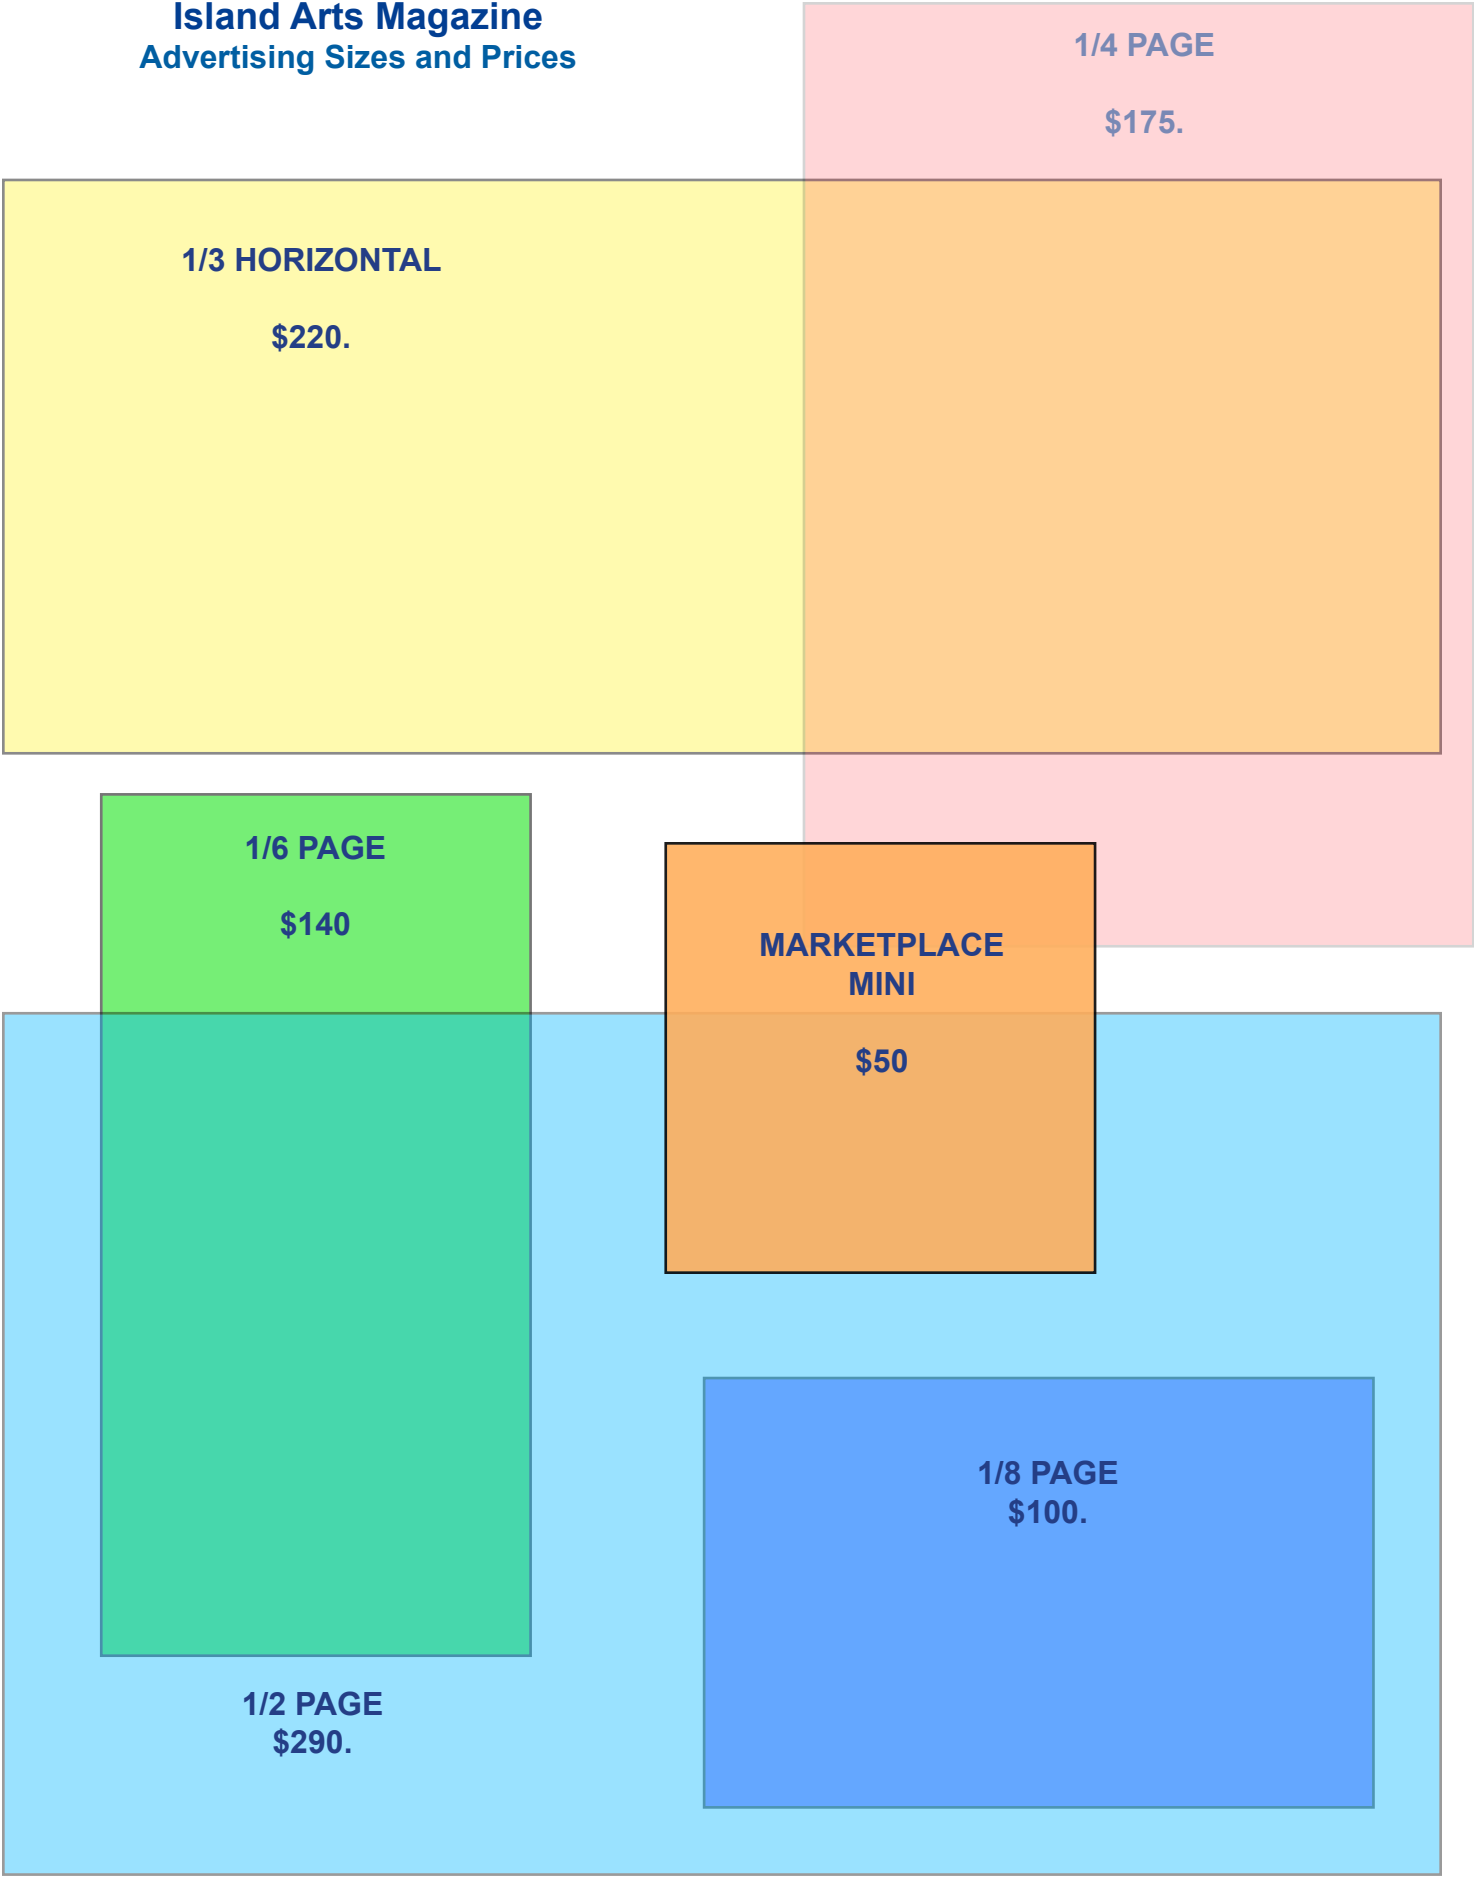 Island Arts Magazine
Advertising Sizes and Prices
1/4 PAGE
$175.
1/3 HORIZONTAL
$220.
1/6 PAGE
$140
MARKETPLACE
MINI
$50
1/8 PAGE
$100.
1/2 PAGE
$290.